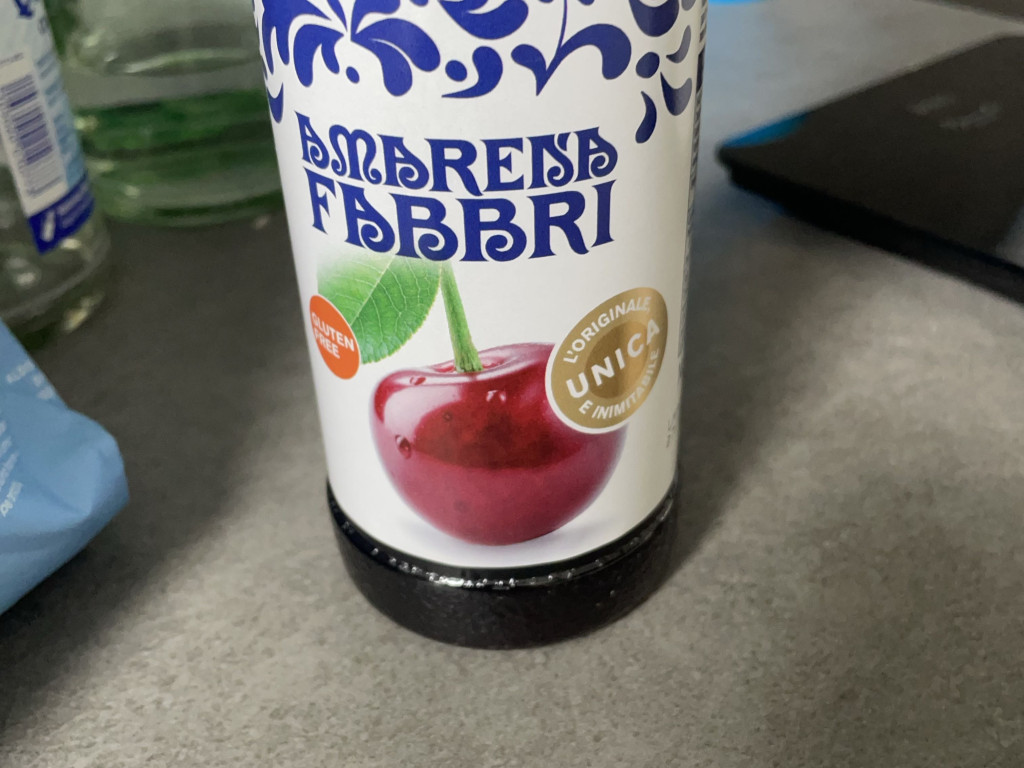 AMARENA
FABBRI
GLUTEN
FREE
L'ORIGINALE
UNICA
E INIMITABILE